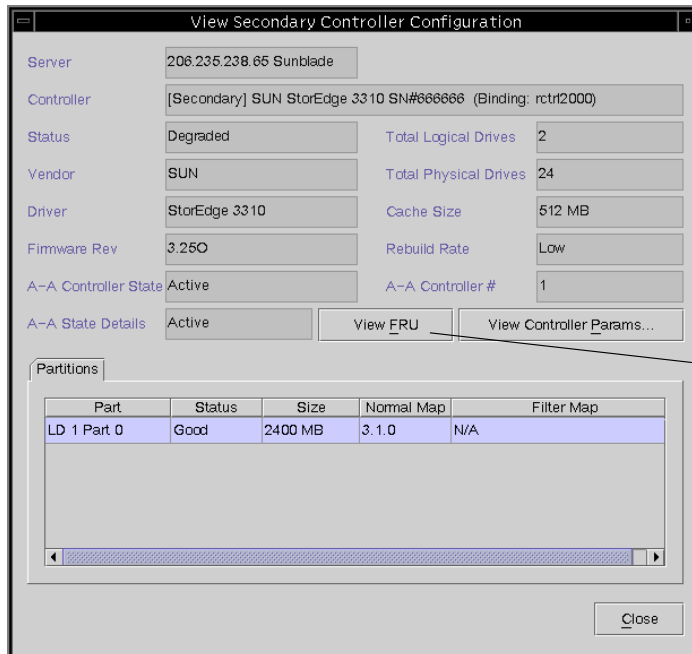 View Secondary Controller Configuration
Server 206.235.238.65 Sunblade
Controller [Secondary] SUN StorEdge 3310 SN#666666 (Binding: rctrl2000)
Status Degraded Total Logical Drives 2
Vendor SUN Total Physical Drives 24
Driver StorEdge 3310 Cache Size 512 MB
Firmware Rev 3.25O Rebuild Rate Low
A-A Controller State Active A-A Controller # 1
A-A State Details Active View FRU View Controller Params...
Partitions
Part Status Size Normal Map Filter Map
LD 1 Part 0 Good 2400 MB 3.1.0 N/A
Close